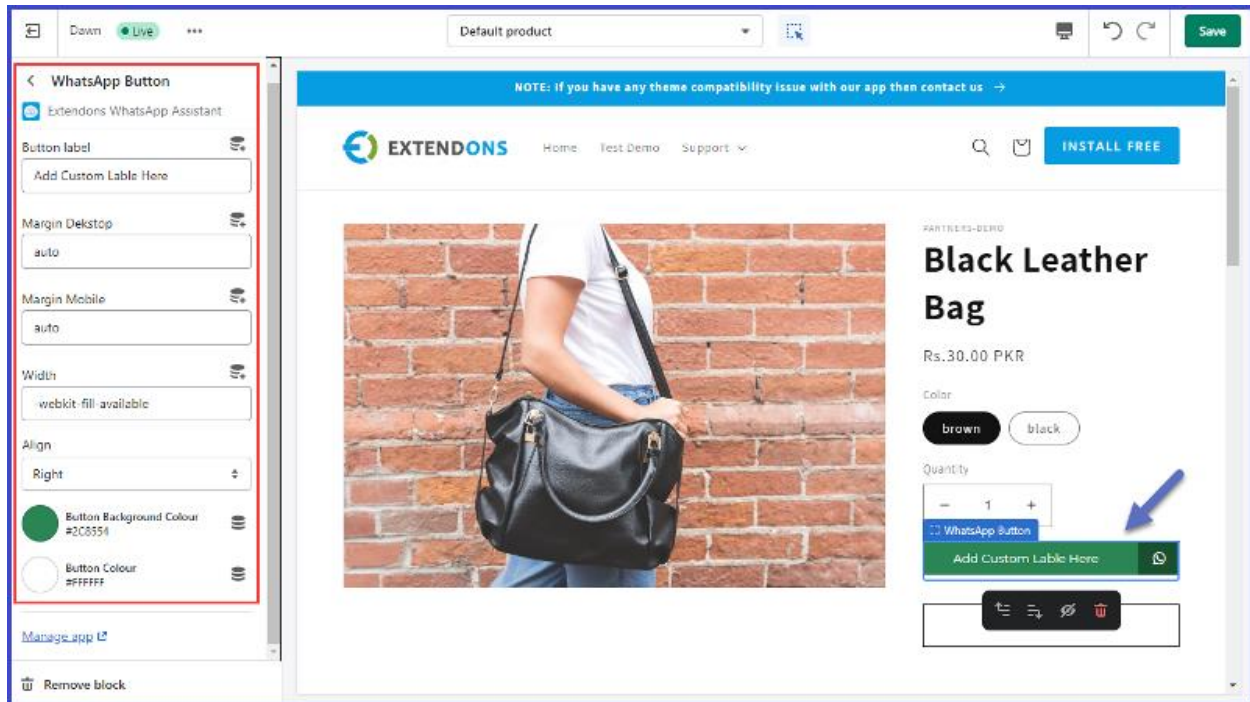 Dawn
Live
Default product
Save
WhatsApp Button
Extendons WhatsApp Assistant
Button label
Add Custom Lable Here
Margin Dekstop
auto
Margin Mobile
auto
Width
-webkit-fill-available
Align
Right
Button Background Colour
#2C8554
Button Colour
#FFFFFF
Manage app
Remove block
NOTE: If you have any theme compatibility issue with our app then contact us →
EXTENDONS
Home Test Demo Support
INSTALL FREE
PARTNERS-DEMO
Black Leather
Bag
Rs.30.00 PKR
Color
brown black
Quantity
− 1 +
WhatsApp Button
Add Custom Lable Here